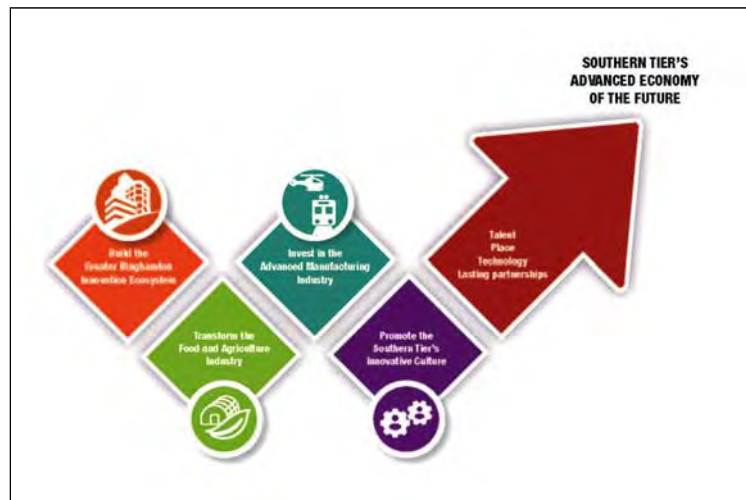 SOUTHERN TIER'S
ADVANCED ECONOMY
OF THE FUTURE
Build the
Greater Binghamton
Innovation Ecosystem
Transform the
Food and Agriculture
Industry
Invest in the
Advanced Manufacturing
Industry
Promote the
Southern Tier's
Innovative Culture
Talent
Place
Technology
Lasting partnerships